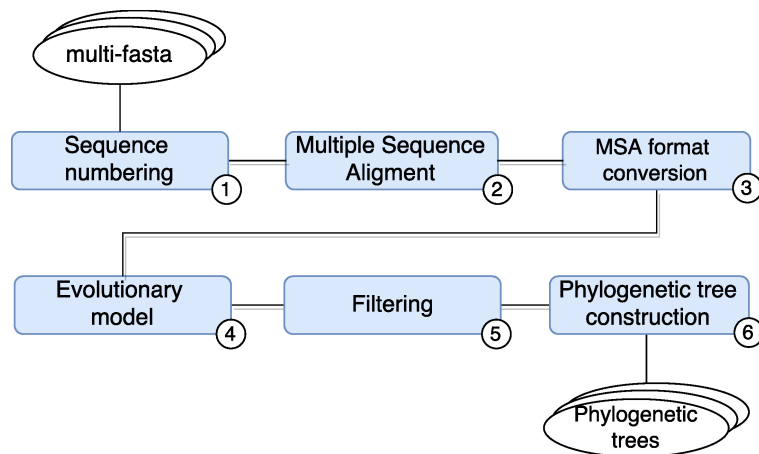 multi-fasta
Sequence
numbering
1
Multiple Sequence
Aligment
2
MSA format
conversion
3
Evolutionary
model
4
Filtering
5
Phylogenetic tree
construction
6
Phylogenetic
trees